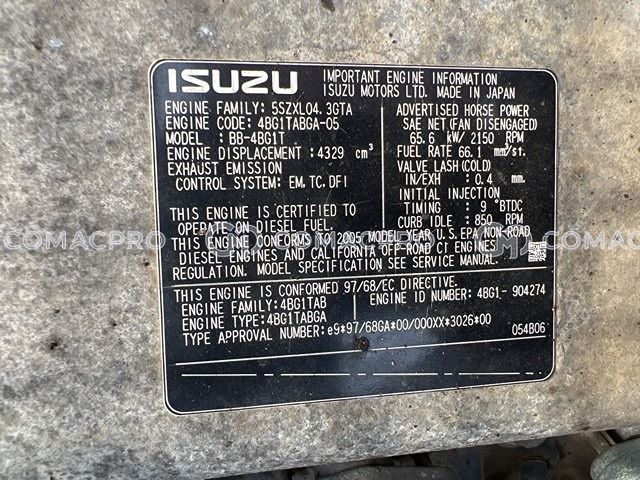 ISUZU
IMPORTANT ENGINE INFORMATION
ISUZU MOTORS LTD. MADE IN JAPAN
ENGINE FAMILY: 5SZXL04.3GTA
ENGINE CODE: 4BG1TABGA-05
MODEL: BB-4BG1T
ENGINE DISPLACEMENT: 4329 cm³
EXHAUST EMISSION
CONTROL SYSTEM: EM,TC,DFI
ADVERTISED HORSE POWER
SAE NET(FAN DISENGAGED)
65.6 kW/ 2150 RPM
FUEL RATE 66.1 mm³/st.
VALVE LASH(COLD)
IN/EXH : 0.4 mm.
INITIAL INJECTION
TIMING : 9 °BTDC
CURB IDLE : 850 RPM
THIS ENGINE IS CERTIFIED TO
OPERATE ON DIESEL FUEL.
THIS ENGINE CONFORMS TO 2005 MODEL YEAR U.S.EPA NON-ROAD
DIESEL ENGINES AND CALIFORNIA OFF-ROAD CI ENGINES
REGULATION. MODEL SPECIFICATION SEE SERVICE MANUAL.
THIS ENGINE IS CONFORMED 97/68/EC DIRECTIVE.
ENGINE FAMILY:4BG1TAB
ENGINE ID NUMBER: 4BG1- 904274
ENGINE TYPE:4BG1TABGA
TYPE APPROVAL NUMBER:e9*97/68GA*00/000XX*3026*00
054B06
COMACPRO
COMACPRO
COMACPRO